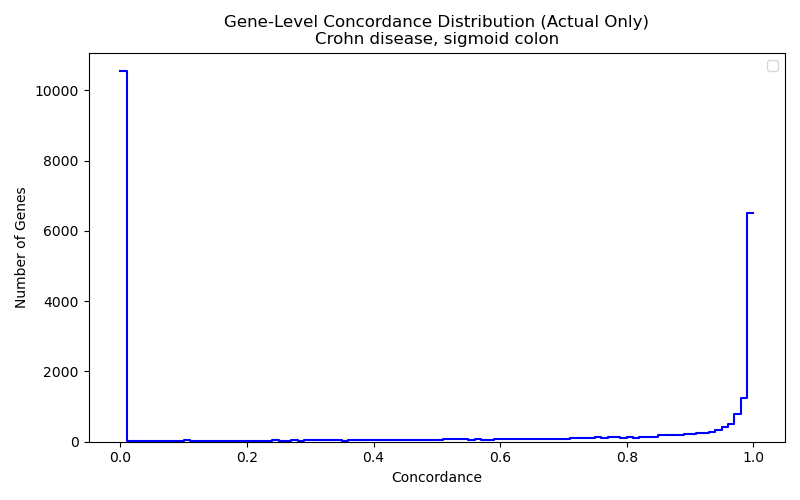 Gene-Level Concordance Distribution (Actual Only)
Crohn disease, sigmoid colon
Number of Genes
10000
8000
6000
4000
2000
0
0.0 0.2 0.4 0.6 0.8 1.0
Concordance